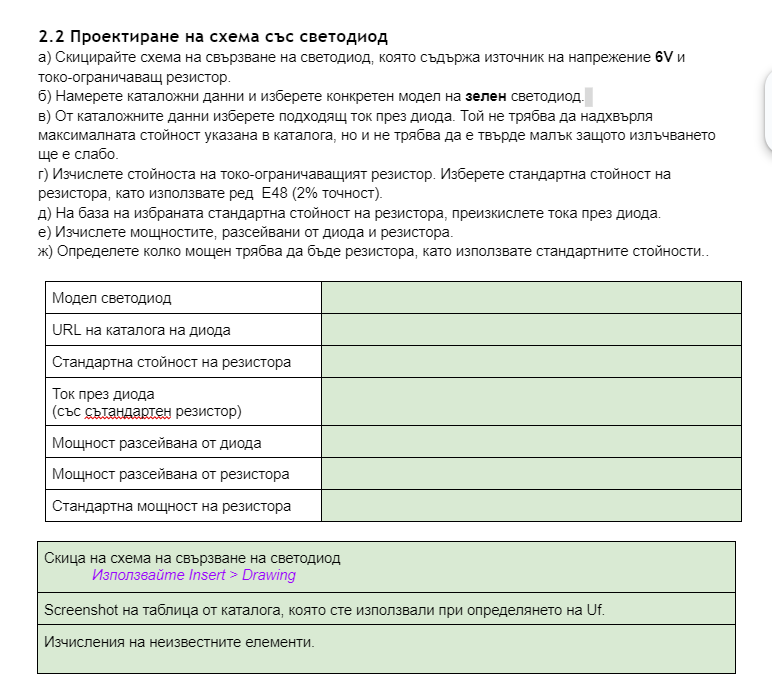 2.2 Проектиране на схема със светодиод
а) Скицирайте схема на свързване на светодиод, която съдържа източник на напрежение 6V и
токо-ограничаващ резистор.
б) Намерете каталожни данни и изберете конкретен модел на зелен светодиод.
в) От каталожните данни изберете подходящ ток през диода. Той не трябва да надхвърля
максималната стойност указана в каталога, но и не трябва да е твърде малък защото излъчването
ще е слабо.
г) Изчислете стойноста на токо-ограничаващият резистор. Изберете стандартна стойност на
резистора, като използвате ред  E48 (2% точност).
д) На база на избраната стандартна стойност на резистора, преизкислете тока през диода.
е) Изчислете мощностите, разсейвани от диода и резистора.
ж) Определете колко мощен трябва да бъде резистора, като използвате стандартните стойности..
Модел светодиод
URL на каталога на диода
Стандартна стойност на резистора
Ток през диода
(със сътандартен резистор)
Мощност разсейвана от диода
Мощност разсейвана от резистора
Стандартна мощност на резистора
Скица на схема на свързване на светодиод
Използвайте Insert > Drawing
Screenshot на таблица от каталога, която сте използвали при определянето на Uf.
Изчисления на неизвестните елементи.